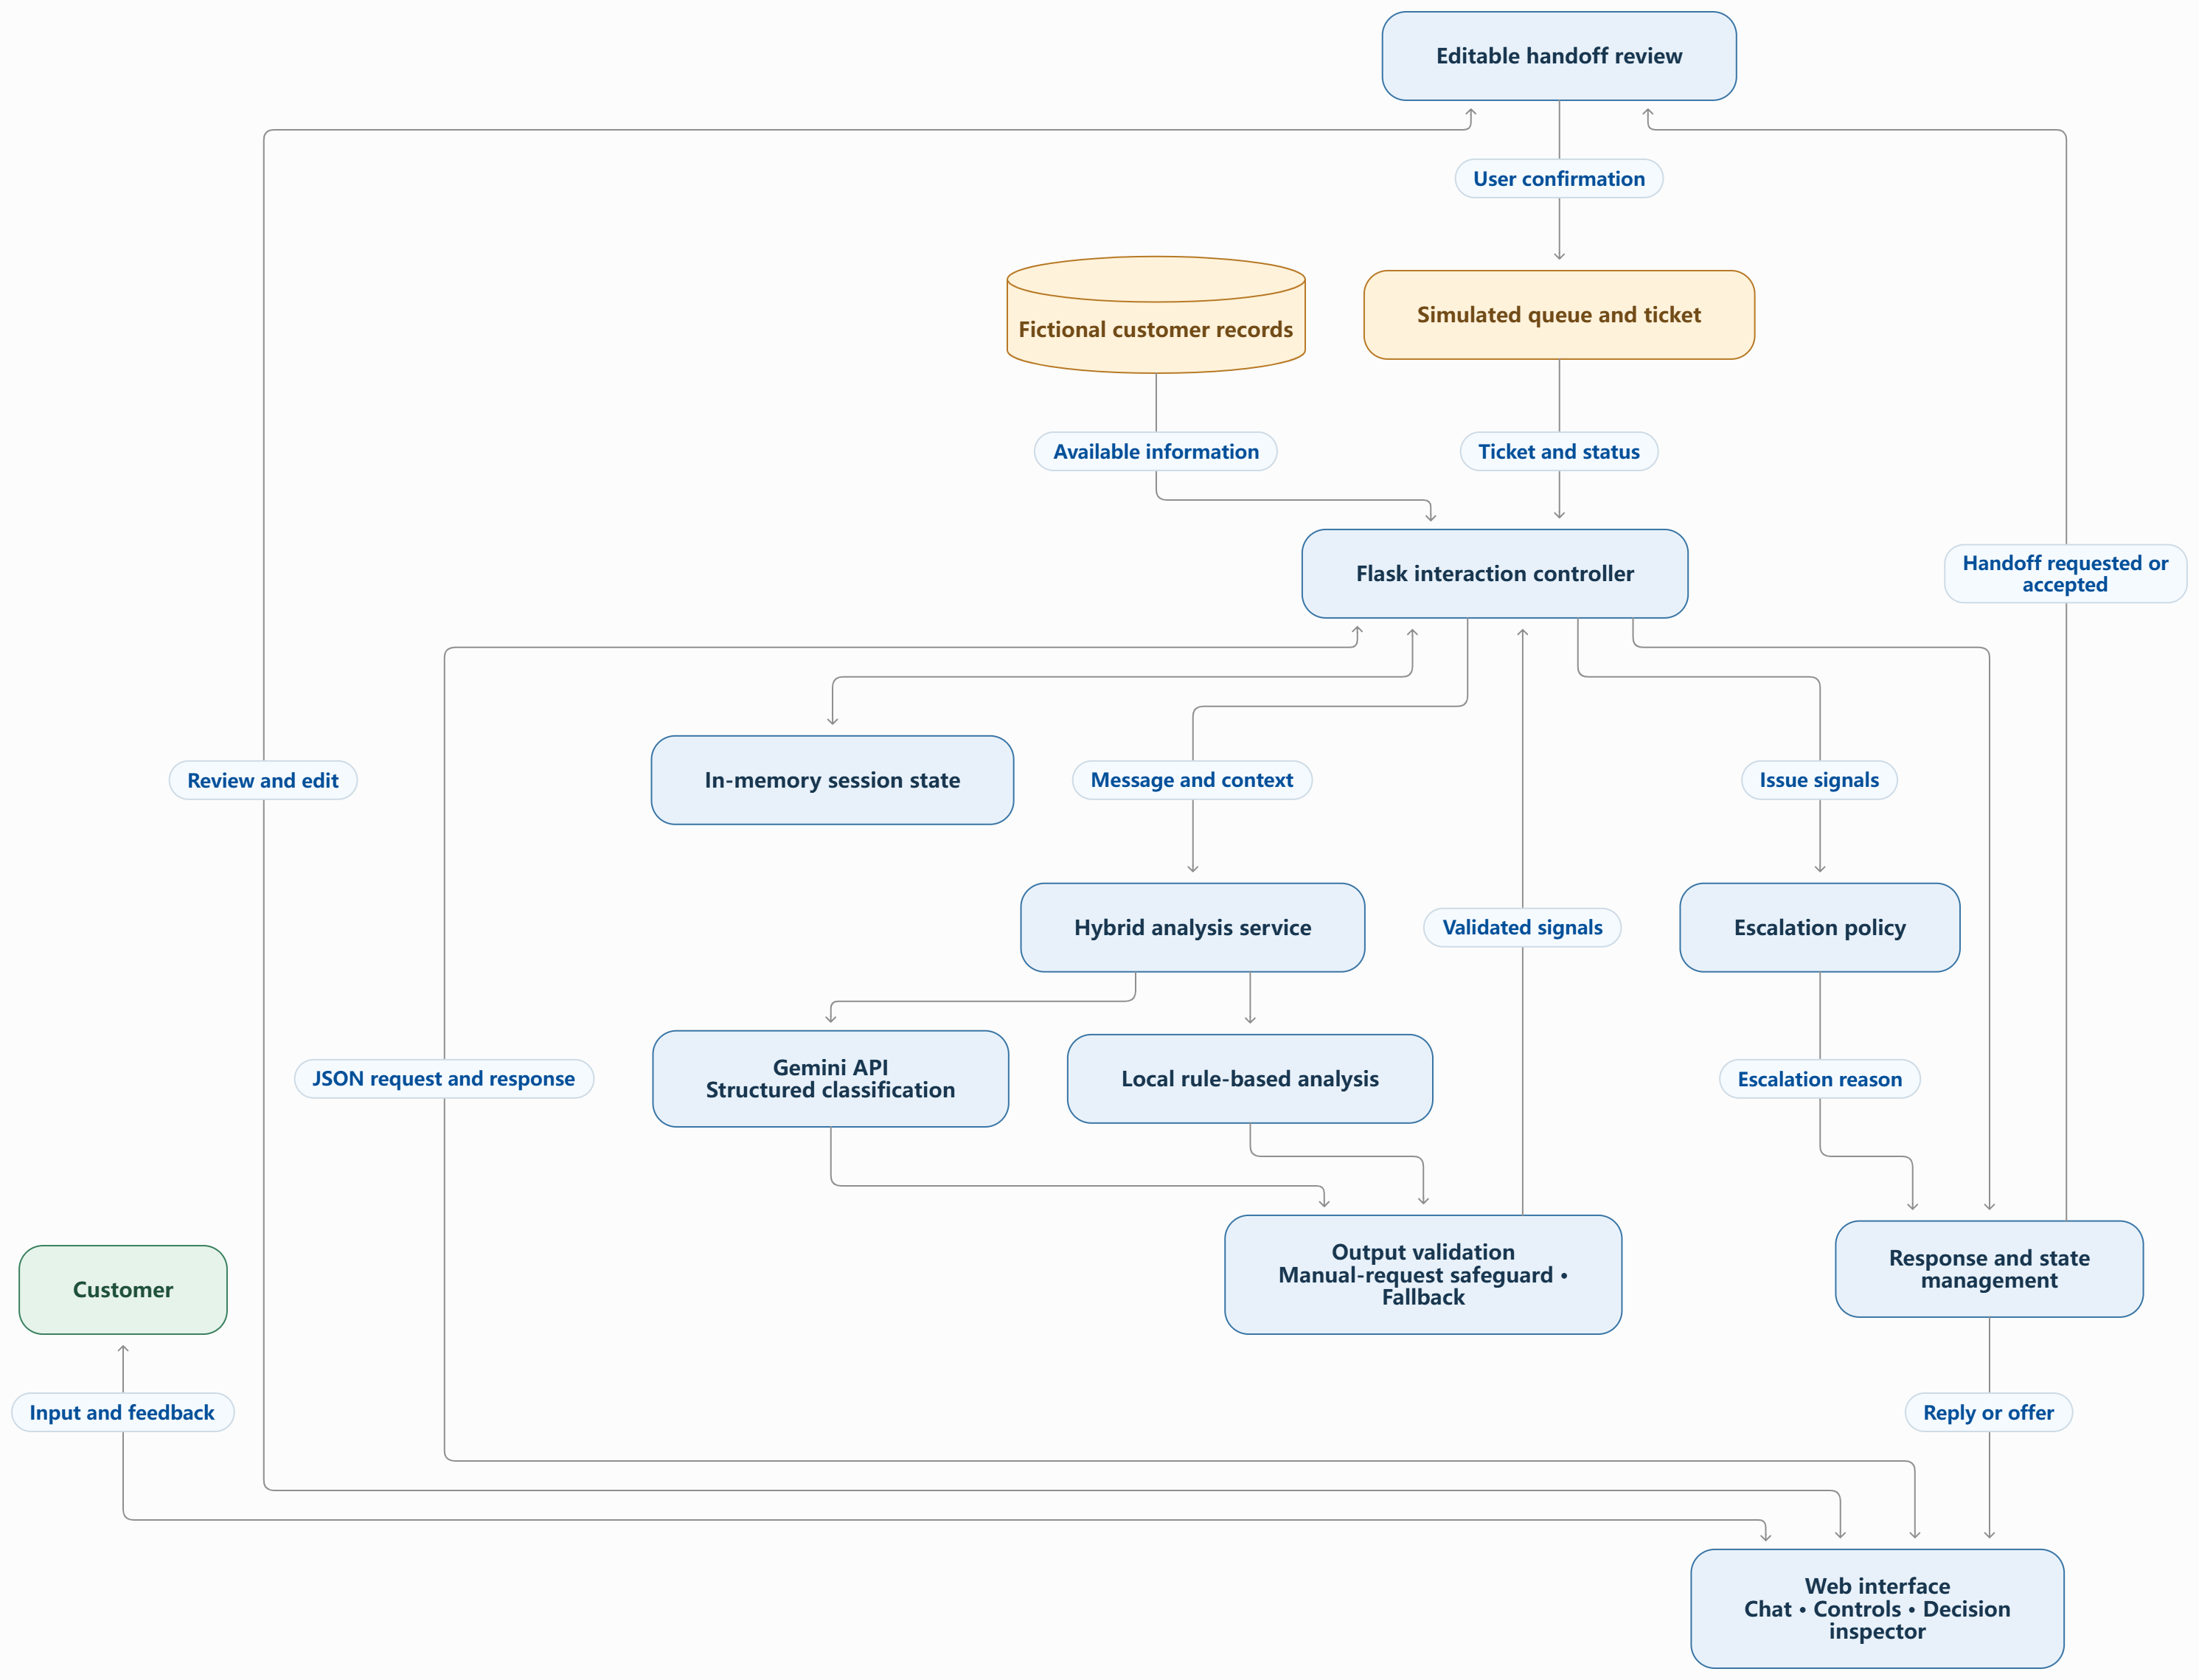 Editable handoff review
User confirmation
Fictional customer records
Simulated queue and ticket
Available information
Ticket and status
Flask interaction controller
Handoff requested or
accepted
Review and edit
In-memory session state
Message and context
Issue signals
Hybrid analysis service
Validated signals
Escalation policy
JSON request and response
Gemini API
Structured classification
Local rule-based analysis
Escalation reason
Customer
Output validation
Manual-request safeguard •
Fallback
Response and state
management
Input and feedback
Reply or offer
Web interface
Chat • Controls • Decision
inspector